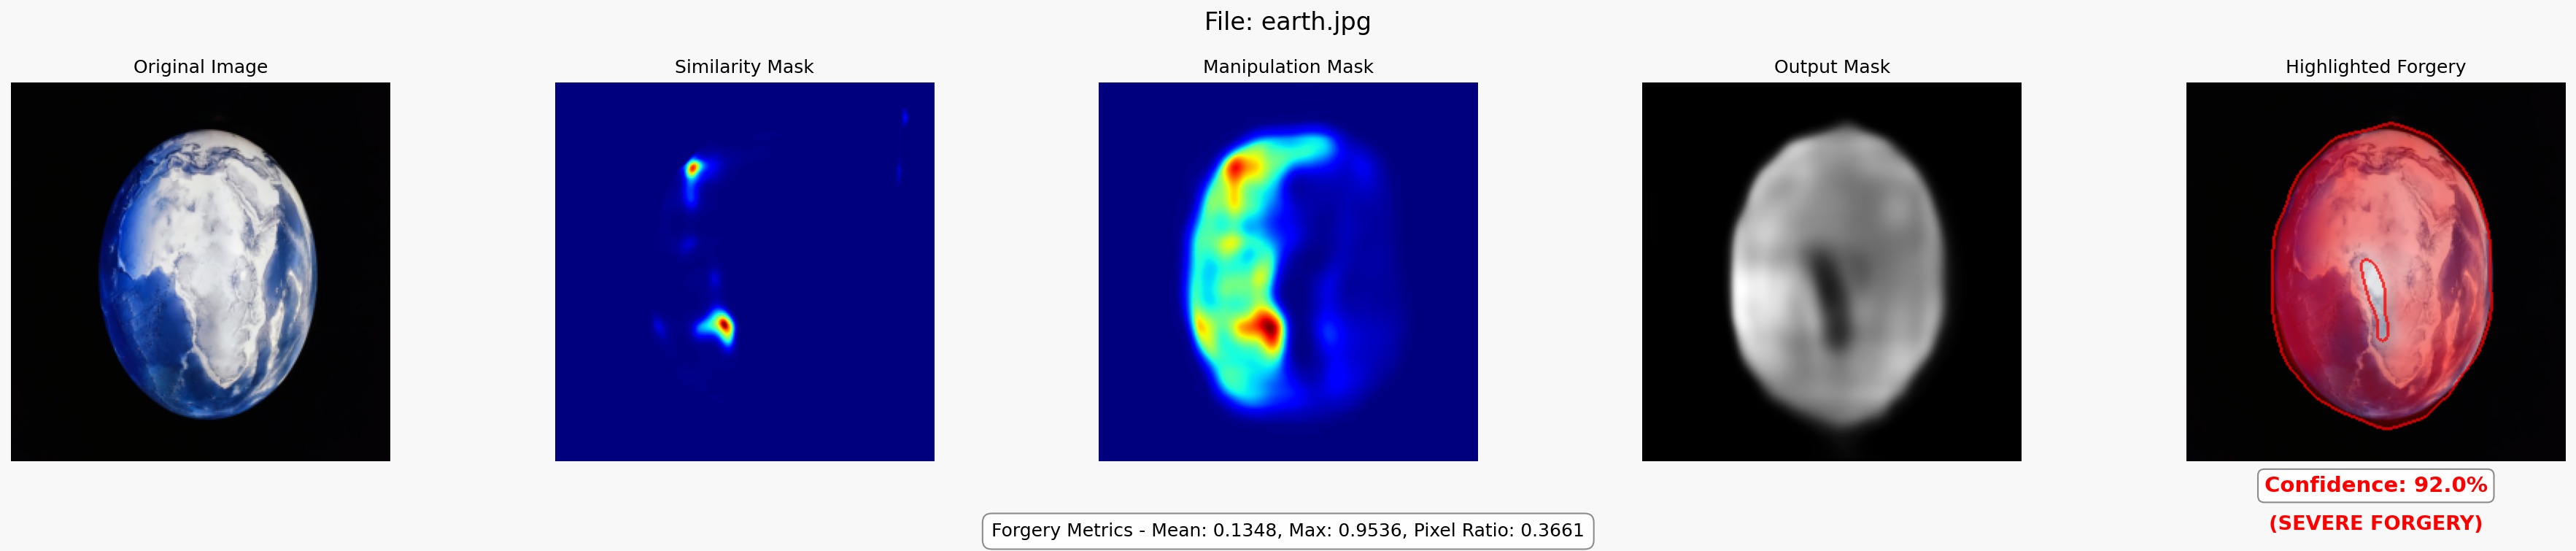 File: earth.jpg
Original Image
Similarity Mask
Manipulation Mask
Output Mask
Highlighted Forgery
Confidence: 92.0%
(SEVERE FORGERY)
Forgery Metrics - Mean: 0.1348, Max: 0.9536, Pixel Ratio: 0.3661